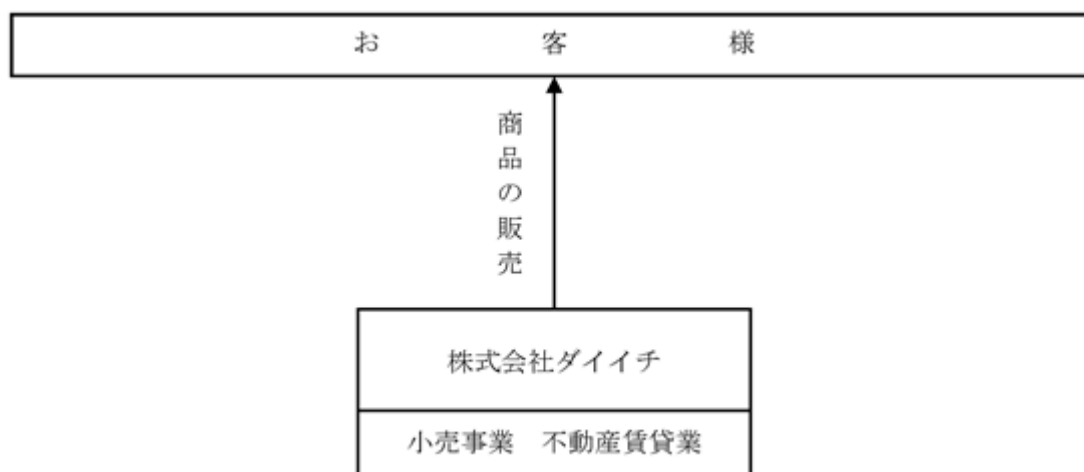 お客様
商品の販売
株式会社ダイイチ
小売事業　不動産賃貸業